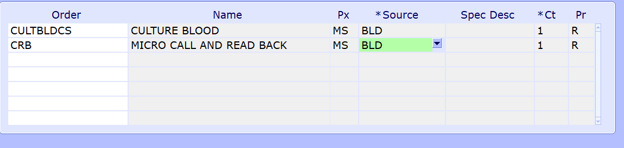 Order Name Px *Source Spec Desc *Ct Pr
CULTBLDCS CULTURE BLOOD MS BLD 1 R
CRB MICRO CALL AND READ BACK MS BLD 1 R